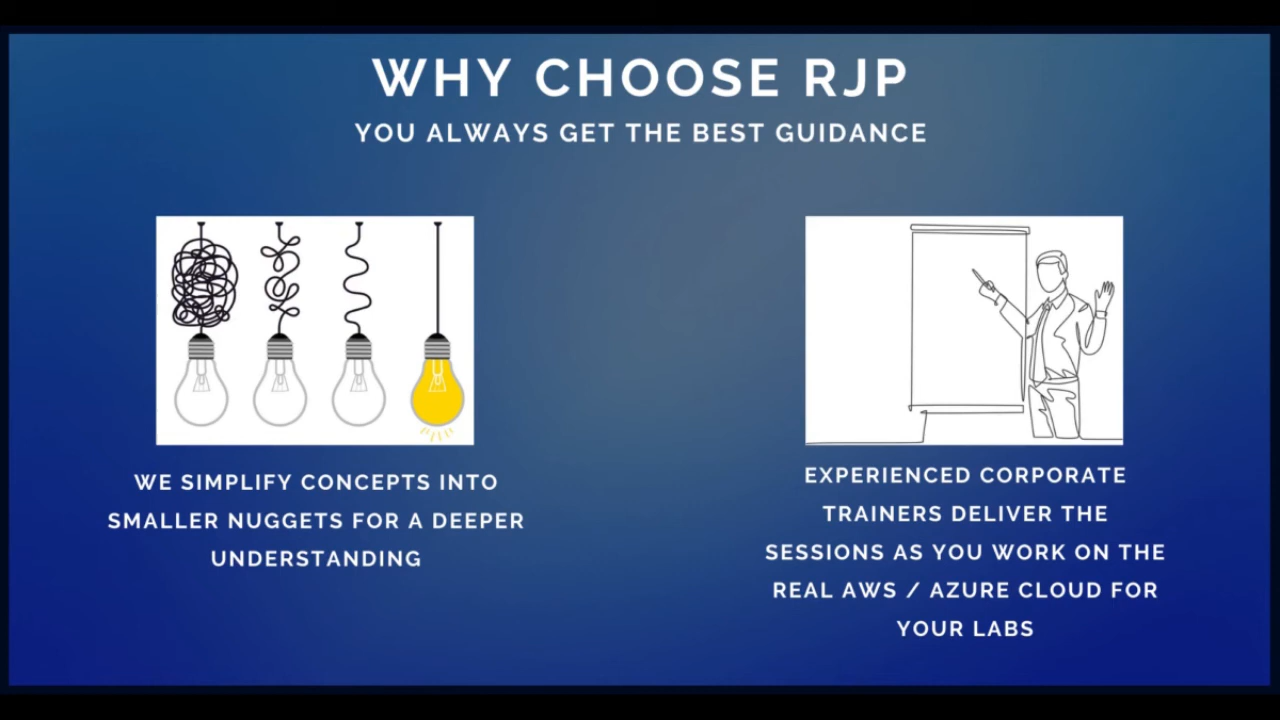 WHY CHOOSE RJP
YOU ALWAYS GET THE BEST GUIDANCE
WE SIMPLIFY CONCEPTS INTO
SMALLER NUGGETS FOR A DEEPER
UNDERSTANDING
EXPERIENCED CORPORATE
TRAINERS DELIVER THE
SESSIONS AS YOU WORK ON THE
REAL AWS / AZURE CLOUD FOR
YOUR LABS